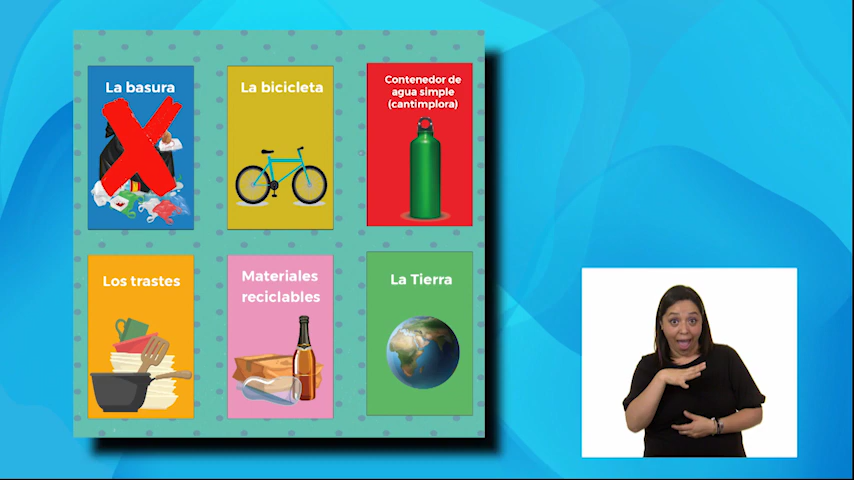 La basura
La bicicleta
Contenedor de
agua simple
(cantimplora)
Los trastes
Materiales
reciclables
La Tierra